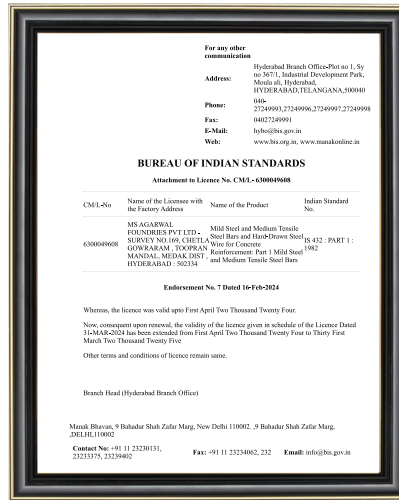 For any other
communication
Address:
Hyderabad Branch Office-Plot no 1, Sy
no 367/1, Industrial Development Park,
Moula ali, Hyderabad,
HYDERABAD,TELANGANA,500040
Phone:
040-
27249993,27249996,27249997,27249998
Fax: 04027249991
E-Mail: hybo@bis.gov.in
Web: www.bis.org.in, www.manakonline.in
BUREAU OF INDIAN STANDARDS
Attachment to Licence No. CM/L- 6300049608
CM/L-No
Name of the Licensee with
the Factory Address
Name of the Product
Indian Standard
No.
6300049608
MS AGARWAL
FOUNDRIES PVT LTD -
SURVEY NO.169, CHETLA
GOWRARAM , TOOPRAN
MANDAL, MEDAK DIST ,
HYDERABAD : 502334
Mild Steel and Medium Tensile
Steel Bars and Hard-Drawn Steel
Wire for Concrete
Reinforcement: Part 1 Mild Steel
and Medium Tensile Steel Bars
IS 432 : PART 1 :
1982
Endorsement No. 7 Dated 16-Feb-2024
Whereas, the licence was valid upto First April Two Thousand Twenty Four.
Now, consequent upon renewal, the validity of the licence given in schedule of the Licence Dated
31-MAR-2024 has been extended from First April Two Thousand Twenty Four to Thirty First
March Two Thousand Twenty Five
Other terms and conditions of licence remain same.
Branch Head (Hyderabad Branch Office)
Manak Bhavan, 9 Bahadur Shah Zafar Marg, New Delhi 110002. ,9 Bahadur Shah Zafar Marg,
,DELHI,110002
Contact No: +91 11 23230131,
23233375, 23239402
Fax: +91 11 23234062, 232
Email: info@bis.gov.in